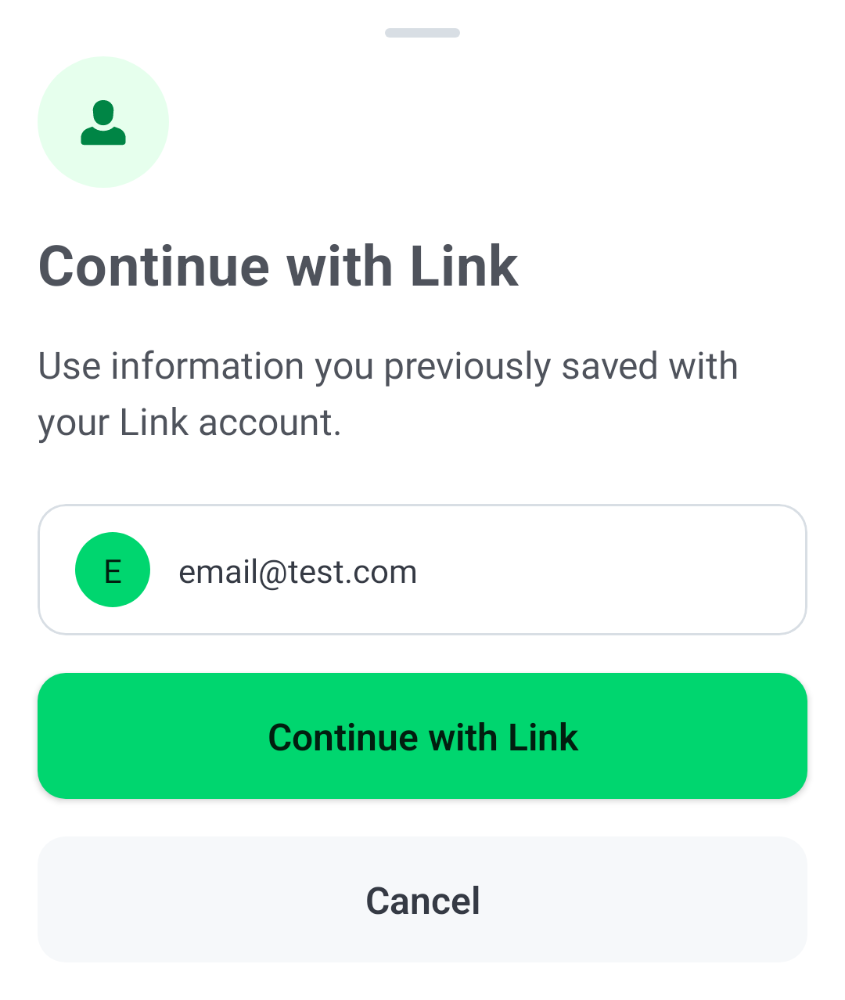 Continue with Link
Use information you previously saved with
your Link account.
E
email@test.com
Continue with Link
Cancel